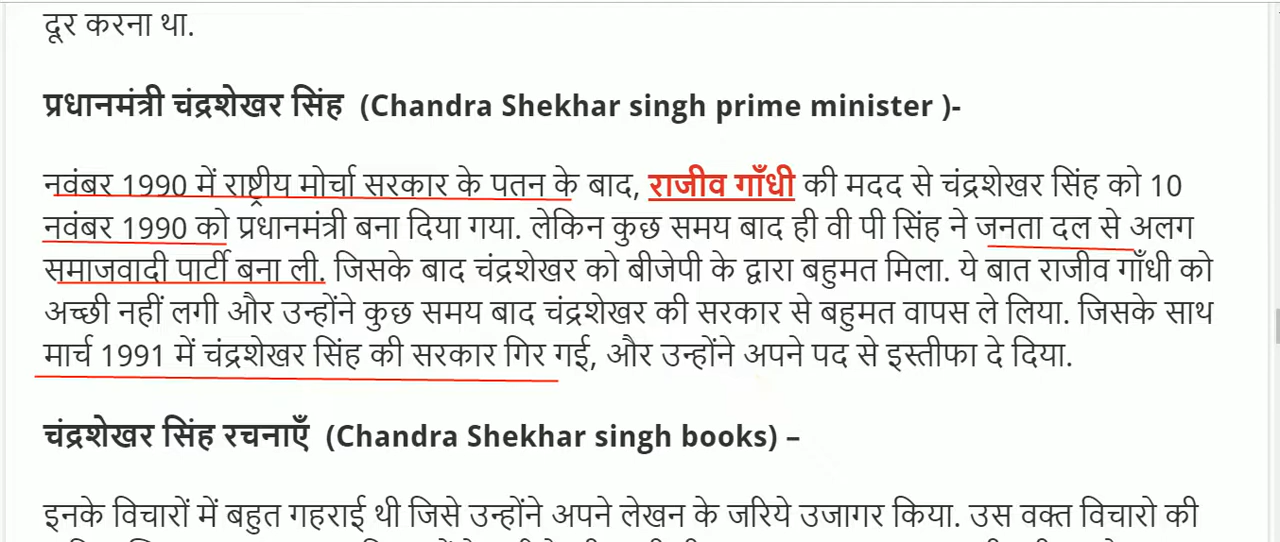 दूर करना था.
प्रधानमंत्री चंद्रशेखर सिंह (Chandra Shekhar singh prime minister )-
नवंबर 1990 में राष्ट्रीय मोर्चा सरकार के पतन के बाद, राजीव गाँधी की मदद से चंद्रशेखर सिंह को 10
नवंबर 1990 को प्रधानमंत्री बना दिया गया. लेकिन कुछ समय बाद ही वी पी सिंह ने जनता दल से अलग
समाजवादी पार्टी बना ली. जिसके बाद चंद्रशेखर को बीजेपी के द्वारा बहुमत मिला. ये बात राजीव गाँधी को
अच्छी नहीं लगी और उन्होंने कुछ समय बाद चंद्रशेखर की सरकार से बहुमत वापस ले लिया. जिसके साथ
मार्च 1991 में चंद्रशेखर सिंह की सरकार गिर गई, और उन्होंने अपने पद से इस्तीफा दे दिया.
चंद्रशेखर सिंह रचनाएँ (Chandra Shekhar singh books) –
इनके विचारों में बहुत गहराई थी जिसे उन्होंने अपने लेखन के जरिये उजागर किया. उस वक्त विचारो की